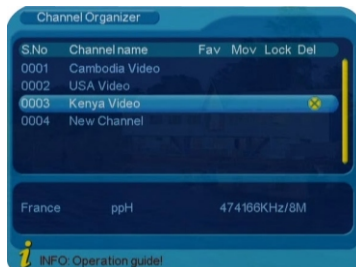 Channel Organizer
S.No Channel name Fav Mov Lock Del
0001 Cambodia Video
0002 USA Video
0003 Kenya Video
0004 New Channel
France ppH 474166KHz/8M
INFO: Operation guide!